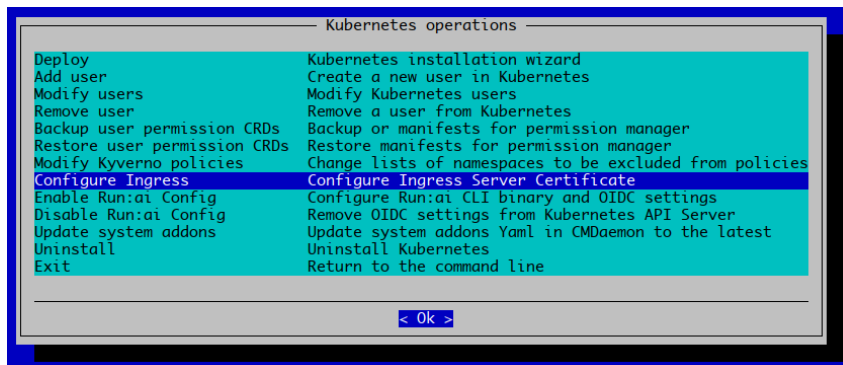 Kubernetes operations
Deploy Kubernetes installation wizard
Add user Create a new user in Kubernetes
Modify users Modify Kubernetes users
Remove user Remove a user from Kubernetes
Backup user permission CRDs Backup or manifests for permission manager
Restore user permission CRDs Restore manifests for permission manager
Modify Kyverno policies Change lists of namespaces to be excluded from policies
Configure Ingress Configure Ingress Server Certificate
Enable Run:ai Config Configure Run:ai CLI binary and OIDC settings
Disable Run:ai Config Remove OIDC settings from Kubernetes API Server
Update system addons Update system addons Yaml in CMDaemon to the latest
Uninstall Uninstall Kubernetes
Exit Return to the command line
< Ok >